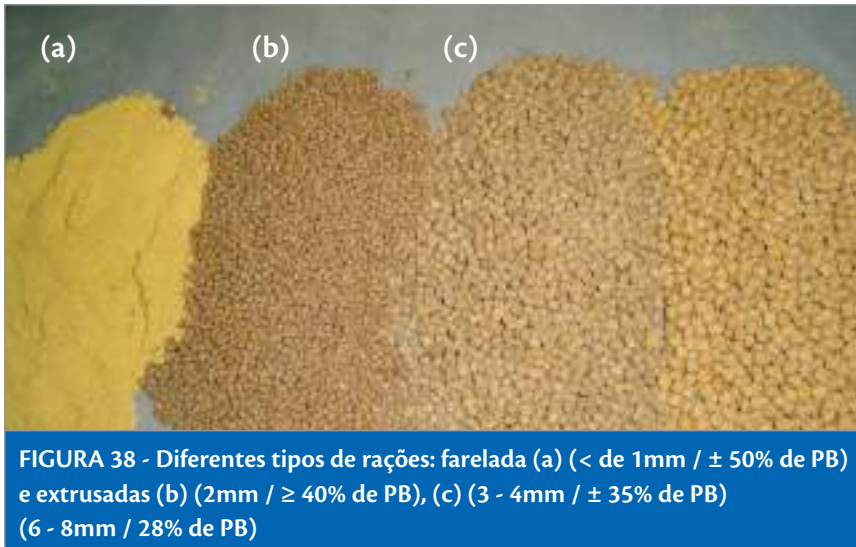 (a) (b) (c)
FIGURA 38 - Diferentes tipos de rações: farelada (a) (< de 1mm / ± 50% de PB)
e extrusadas (b) (2mm / ≥ 40% de PB), (c) (3 - 4mm / ± 35% de PB)
(6 - 8mm / 28% de PB)